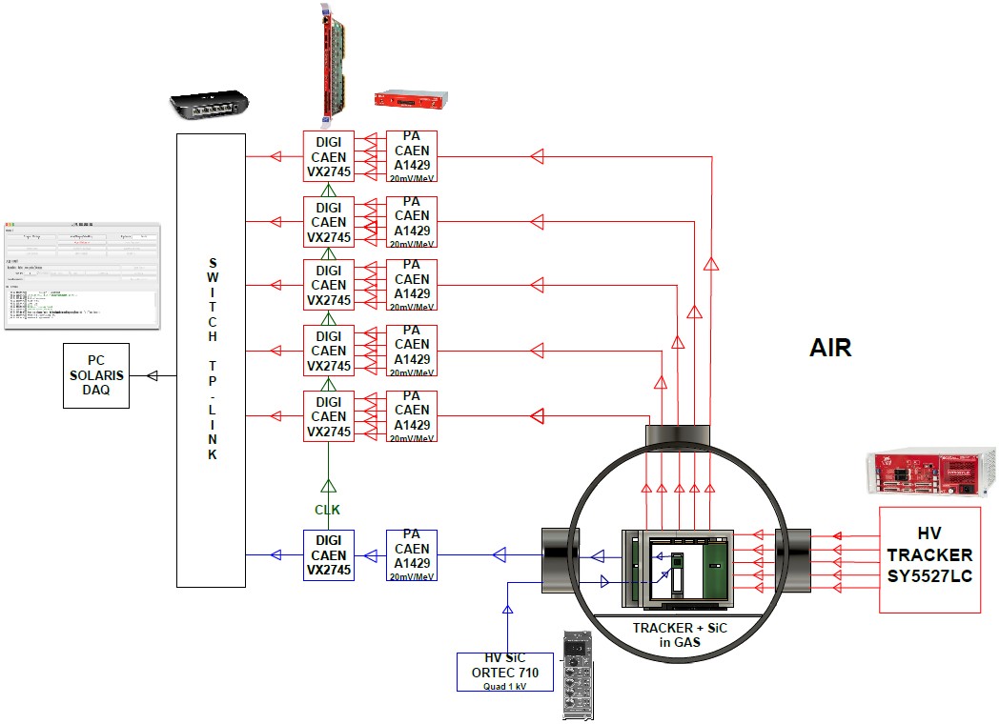 DIGI
CAEN
VX2745
PA
CAEN
A1429
20mV/MeV
DIGI
CAEN
VX2745
PA
CAEN
A1429
20mV/MeV
DIGI
CAEN
VX2745
PA
CAEN
A1429
20mV/MeV
DIGI
CAEN
VX2745
PA
CAEN
A1429
20mV/MeV
DIGI
CAEN
VX2745
PA
CAEN
A1429
20mV/MeV
SWITCH TP-LINK
PC
SOLARIS
DAQ
AIR
CLK
DIGI
CAEN
VX2745
PA
CAEN
A1429
20mV/MeV
HV
TRACKER
SY5527LC
TRACKER + SiC
in GAS
HV SiC
ORTEC 710
Quad 1 kV